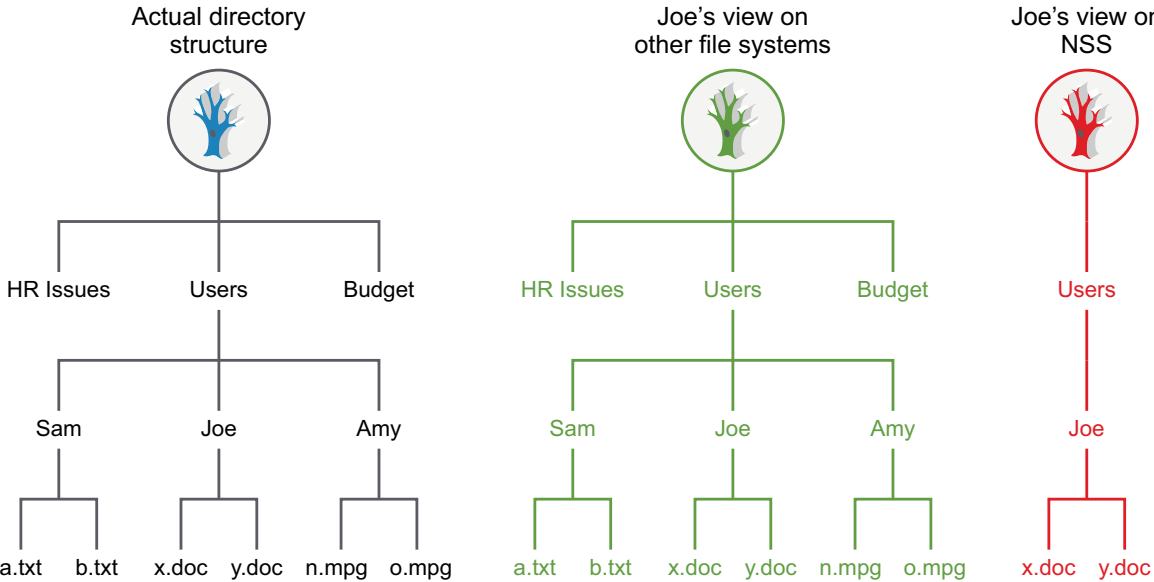 Actual directory
structure
Joe's view on
other file systems
Joe's view on
NSS
HR Issues Users Budget
HR Issues Users Budget
Users
Sam Joe Amy
Sam Joe Amy
Joe
a.txt b.txt x.doc y.doc n.mpg o.mpg
a.txt b.txt x.doc y.doc n.mpg o.mpg
x.doc y.doc